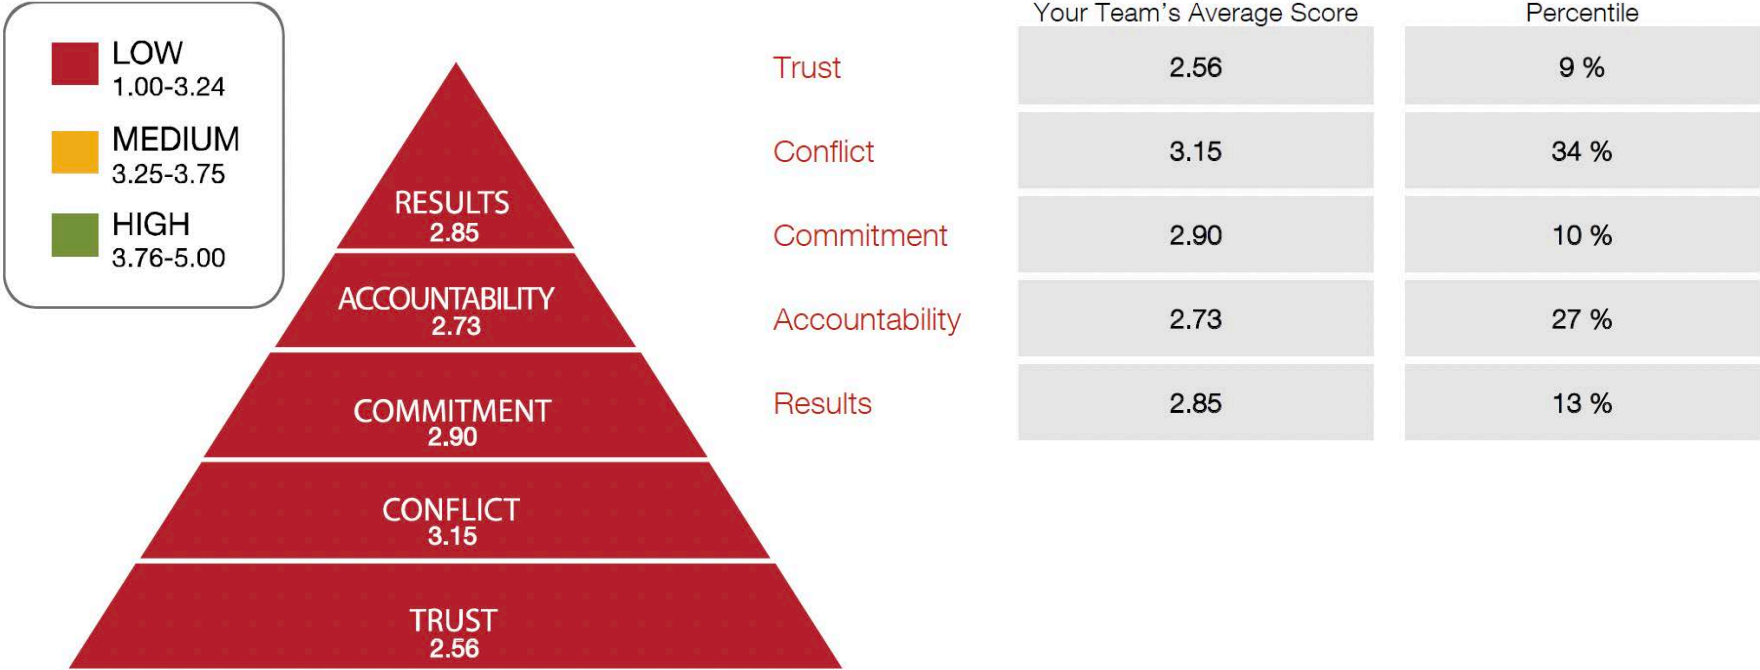 LOW
1.00-3.24
MEDIUM
3.25-3.75
HIGH
3.76-5.00
RESULTS
2.85
ACCOUNTABILITY
2.73
COMMITMENT
2.90
CONFLICT
3.15
TRUST
2.56
Your Team's Average Score Percentile
Trust 2.56 9 %
Conflict 3.15 34 %
Commitment 2.90 10 %
Accountability 2.73 27 %
Results 2.85 13 %